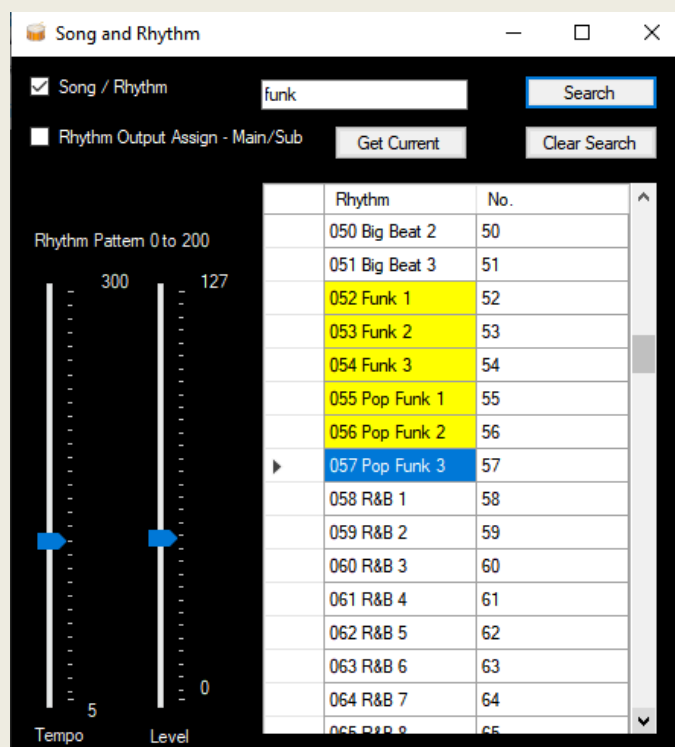 Song and Rhythm
Song / Rhythm
funk
Search
Rhythm Output Assign - Main/Sub
Get Current
Clear Search
Rhythm Pattern 0 to 200
300
127
5
0
Tempo
Level
Rhythm No.
050 Big Beat 2 50
051 Big Beat 3 51
052 Funk 1 52
053 Funk 2 53
054 Funk 3 54
055 Pop Funk 1 55
056 Pop Funk 2 56
057 Pop Funk 3 57
058 R&B 1 58
059 R&B 2 59
060 R&B 3 60
061 R&B 4 61
062 R&B 5 62
063 R&B 6 63
064 R&B 7 64
065 R&B 8 65